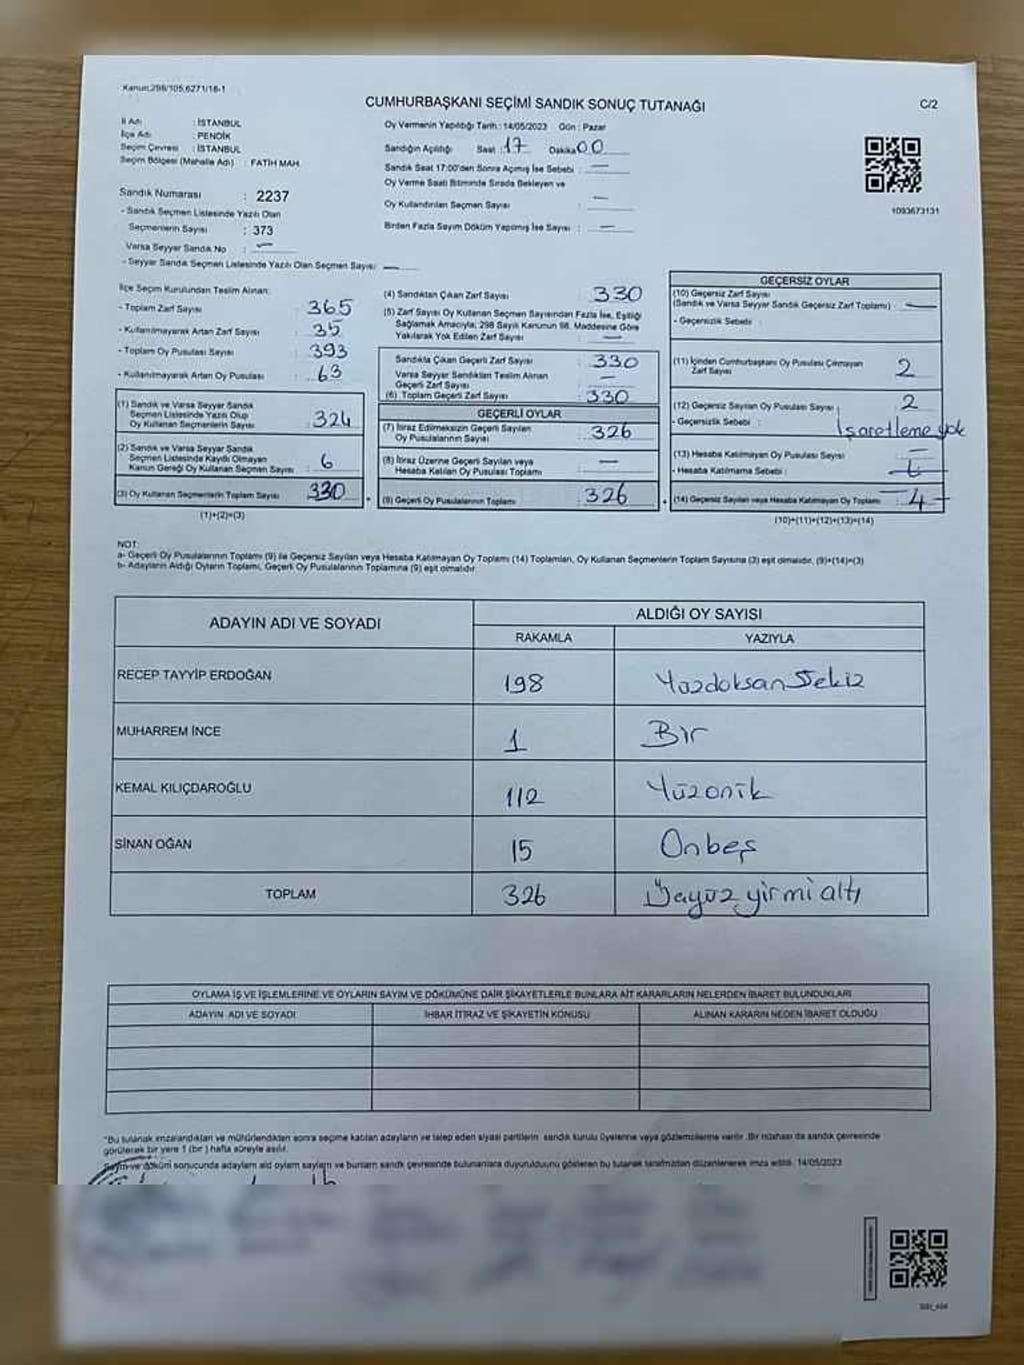 Kanun:298/105,6271/16-1
CUMHURBAŞKANI SEÇİMİ SANDIK SONUÇ TUTANAĞI
C/2
İl Adı : İSTANBUL
İlçe Adı : PENDİK
Seçim Çevresi : İSTANBUL
Seçim Bölgesi (Mahalle Adı) : FATİH MAH.
Sandık Numarası : 2237
- Sandık Seçmen Listesinde Yazılı Olan
Seçmenlerin Sayısı : 373
Varsa Seyyar Sandık No : —
- Seyyar Sandık Seçmen Listesinde Yazılı Olan Seçmen Sayısı: —
Oy Vermenin Yapıldığı Tarih : 14/05/2023 Gün : Pazar
Sandığın Açıldığı Saat : 17 Dakika 00
Sandık Saat 17:00'den Sonra Açılmış İse Sebebi : —
Oy Verme Saati Bitiminde Sırada Bekleyen ve
Oy Kullandırılan Seçmen Sayısı : —
Birden Fazla Sayım Döküm Yapılmış İse Sayısı : —
1093673131
İlçe Seçim Kurulundan Teslim Alınan:
- Toplam Zarf Sayısı : 365
- Kullanılmayarak Artan Zarf Sayısı : 35
- Toplam Oy Pusulası Sayısı : 393
- Kullanılmayarak Artan Oy Pusulası : 63
(1) Sandık ve Varsa Seyyar Sandık
Seçmen Listesinde Yazılı Olup
Oy Kullanan Seçmenlerin Sayısı : 324
(2) Sandık ve Varsa Seyyar Sandık
Seçmen Listesinde Kayıtlı Olmayan
Kanun Gereği Oy Kullanan Seçmen Sayısı : 6
(3) Oy Kullanan Seçmenlerin Toplam Sayısı : 330
(1)+(2)=(3)
(4) Sandıktan Çıkan Zarf Sayısı : 330
(5) Zarf Sayısı Oy Kullanan Seçmen Sayısından Fazla İse, Eşitliği
Sağlamak Amacıyla; 298 Sayılı Kanunun 98. Maddesine Göre
Yakılarak Yok Edilen Zarf Sayısı : —
Sandıkta Çıkan Geçerli Zarf Sayısı : 330
Varsa Seyyar Sandıktan Teslim Alınan
Geçerli Zarf Sayısı : —
(6) Toplam Geçerli Zarf Sayısı : 330
GEÇERLİ OYLAR
(7) İtiraz Edilmeksizin Geçerli Sayılan
Oy Pusulalarının Sayısı : 326
(8) İtiraz Üzerine Geçerli Sayılan veya
Hesaba Katılan Oy Pusulası Toplamı : —
(9) Geçerli Oy Pusulalarının Toplamı : 326
GEÇERSİZ OYLAR
(10) Geçersiz Zarf Sayısı
(Sandık ve Varsa Seyyar Sandık Geçersiz Zarf Toplamı) : —
- Geçersizlik Sebebi :
(11) İçinden Cumhurbaşkanı Oy Pusulası Çıkmayan
Zarf Sayısı : 2
(12) Geçersiz Sayılan Oy Pusulası Sayısı : 2
- Geçersizlik Sebebi : İşaretleme yok
(13) Hesaba Katılmayan Oy Pusulası Sayısı : —
- Hesaba Katılmama Sebebi :
(14) Geçersiz Sayılan veya Hesaba Katılmayan Oy Toplamı : —4—
(10)+(11)+(12)+(13)=(14)
NOT:
a- Geçerli Oy Pusulalarının Toplamı (9) ile Geçersiz Sayılan veya Hesaba Katılmayan Oy Toplamı (14) Toplamları, Oy Kullanan Seçmenlerin Toplam Sayısına (3) eşit olmalıdır, (9)+(14)=(3)
b- Adayların Aldığı Oyların Toplamı, Geçerli Oy Pusulalarının Toplamına (9) eşit olmalıdır.
ADAYIN ADI VE SOYADI
ALDIĞI OY SAYISI
RAKAMLA YAZIYLA
RECEP TAYYİP ERDOĞAN 198 Yüzdoksan Sekiz
MUHARREM İNCE 1 Bir
KEMAL KILIÇDAROĞLU 112 Yüzonik
SİNAN OĞAN 15 Onbeş
TOPLAM 326 Üçyüz yirmi altı
OYLAMA İŞ VE İŞLEMLERİNE VE OYLARIN SAYIM VE DÖKÜMÜNE DAİR ŞİKAYETLERLE BUNLARA AİT KARARLARIN NELERDEN İBARET BULUNDUKLARI
ADAYIN ADI VE SOYADI İHBAR İTİRAZ VE ŞİKAYETİN KONUSU ALINAN KARARIN NEDEN İBARET OLDUĞU
"Bu tutanak imzalandıktan ve mühürlendikten sonra seçime katılan adayların ve talep eden siyasi partilerin sandık kurulu üyelerine veya gözlemcilerine verilir. Bir nüshası da sandık çevresinde
görülecek bir yere 1 (bir) hafta süreyle asılır.
Sayım ve döküm sonucunda adayların ald oyların sayıları ve bunların sandık çevresinde bulunanlara duyurulduunu gösteren bu tutanak tarafımızdan düzenlenerek imza edildi. 14/05/2023